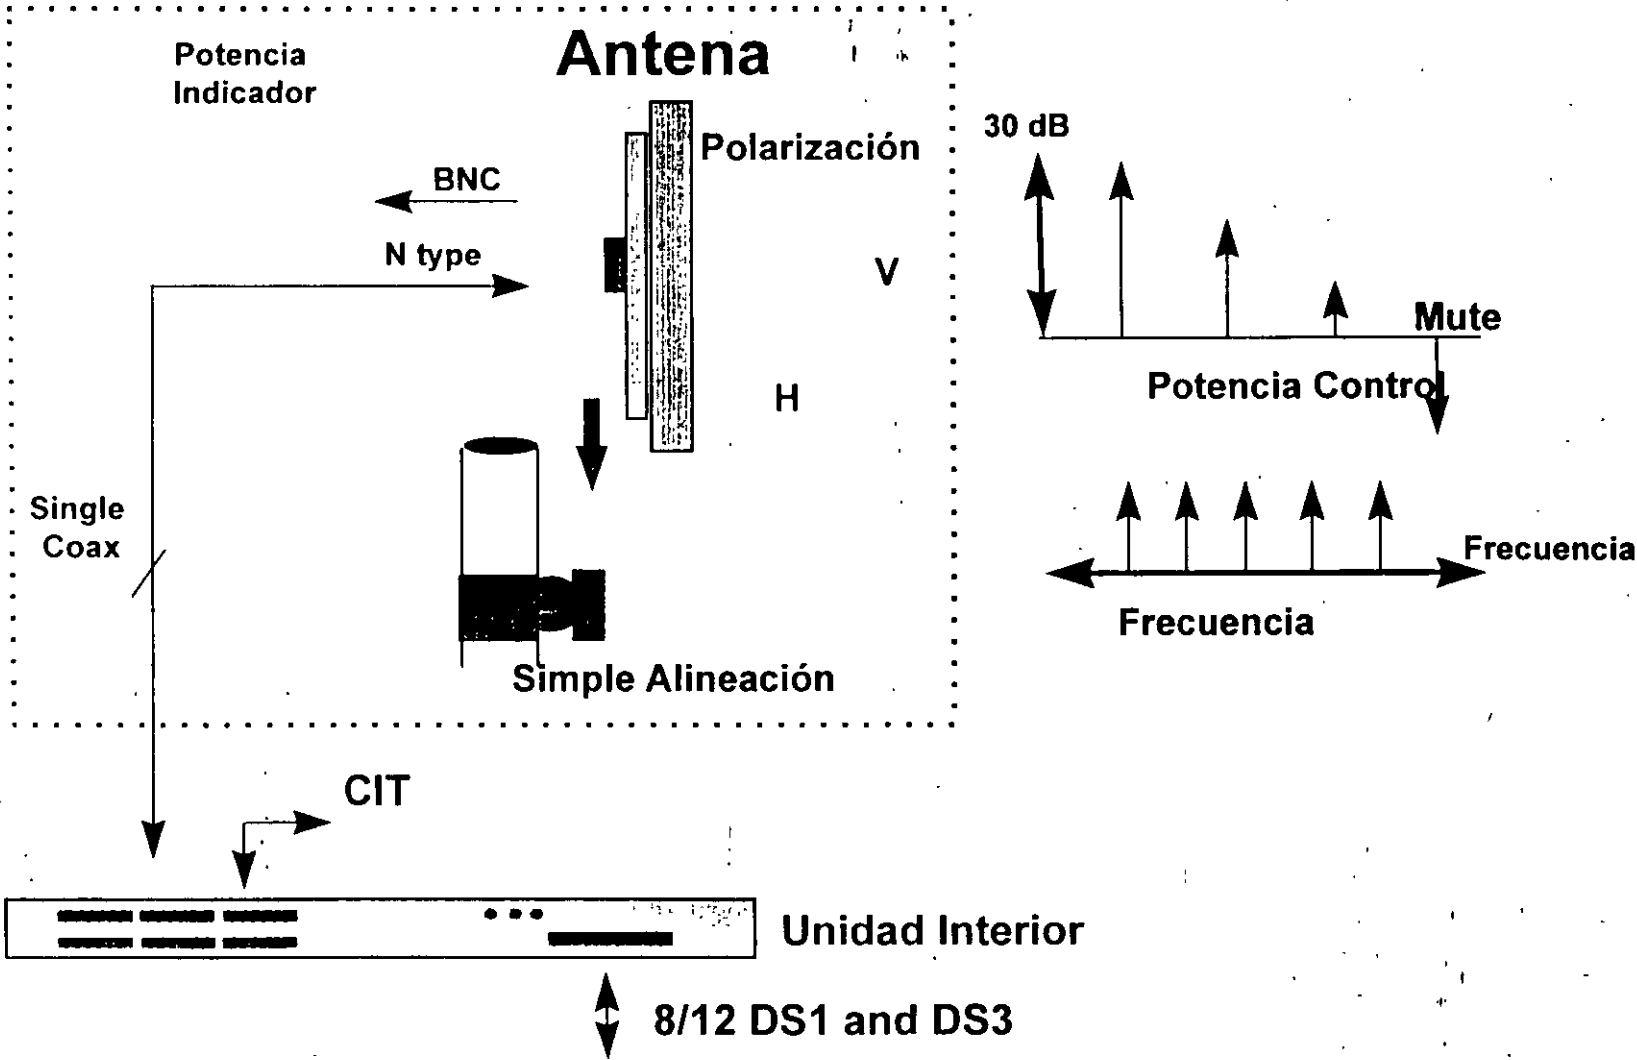 Potencia
Indicador
Antena
Polarización
BNC
N type
V
H
Single
Coax
Simple Alineación
30 dB
Mute
Potencia Control
Frecuencia
Frecuencia
CIT
Unidad Interior
8/12 DS1 and DS3